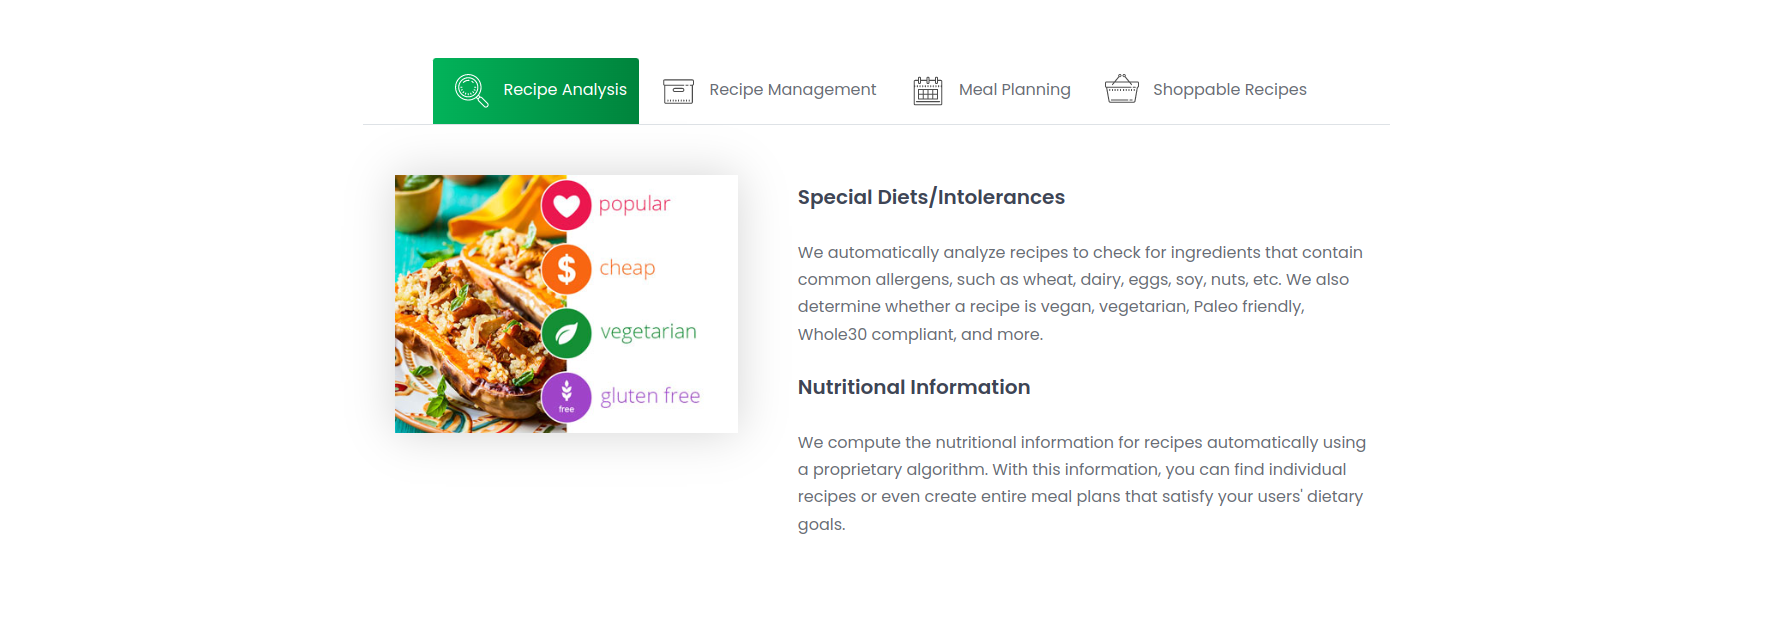 Recipe Analysis
Recipe Management
Meal Planning
Shoppable Recipes
popular
$
cheap
vegetarian
free
gluten free
Special Diets/Intolerances
We automatically analyze recipes to check for ingredients that contain
common allergens, such as wheat, dairy, eggs, soy, nuts, etc. We also
determine whether a recipe is vegan, vegetarian, Paleo friendly,
Whole30 compliant, and more.
Nutritional Information
We compute the nutritional information for recipes automatically using
a proprietary algorithm. With this information, you can find individual
recipes or even create entire meal plans that satisfy your users' dietary
goals.